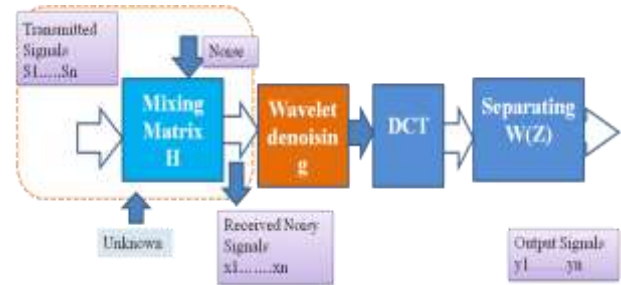 Transmitted
Signals
S1.....Sn
Noise
Mixing
Matrix
H
Wavelet
denoisin
g
DCT
Separating
W(Z)
Unknown
Received Noisy
Signals
x1.......xn
Output Signals
y1.......yn